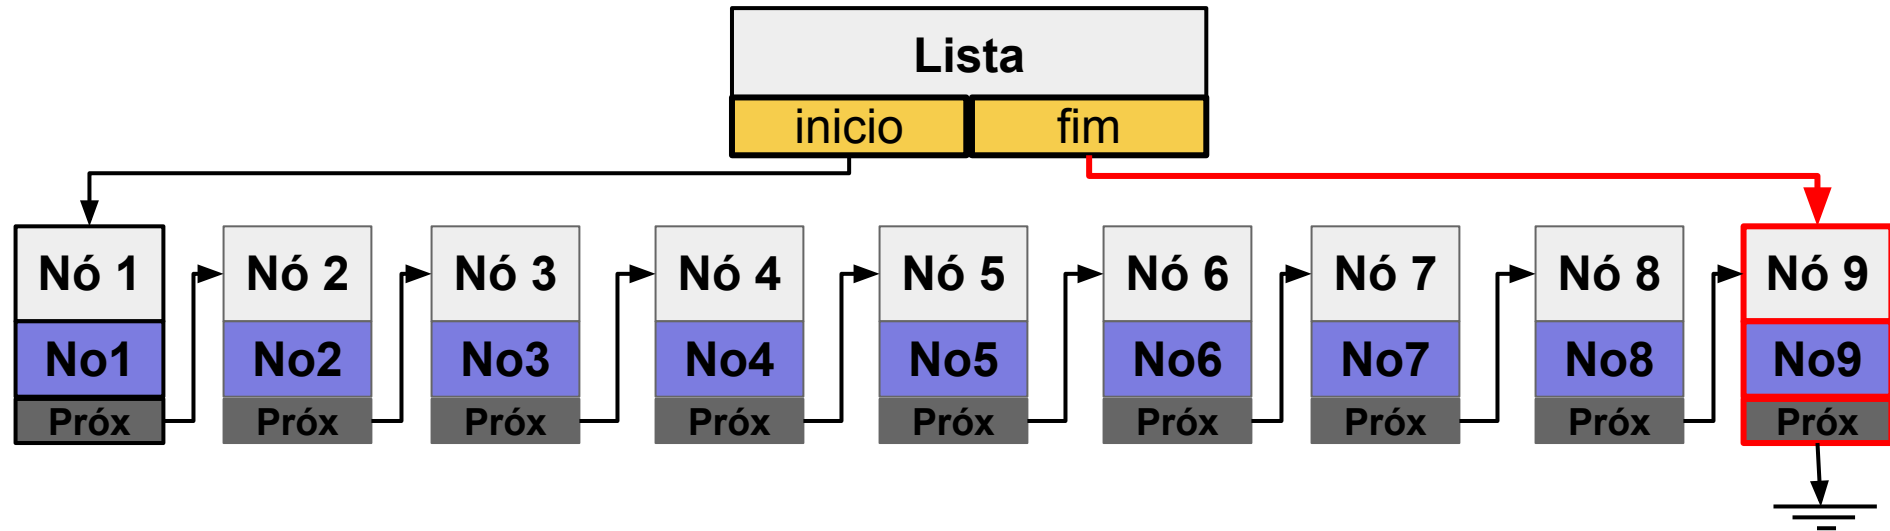 Lista
inicio fim
Nó 1 Nó 2 Nó 3 Nó 4 Nó 5 Nó 6 Nó 7 Nó 8 Nó 9
No1 No2 No3 No4 No5 No6 No7 No8 No9
Próx Próx Próx Próx Próx Próx Próx Próx Próx